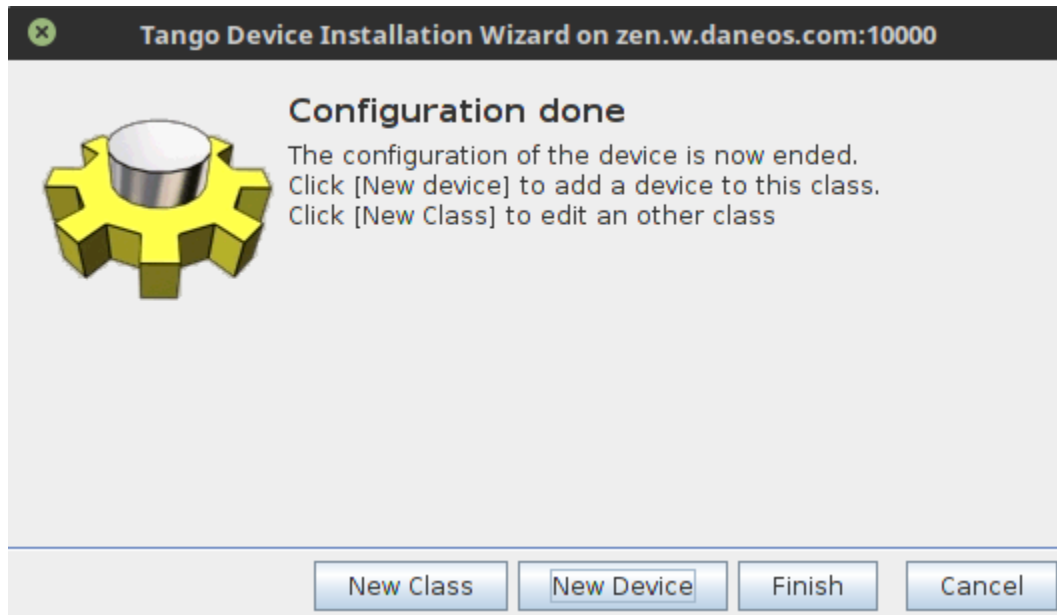 Tango Device Installation Wizard on zen.w.daneos.com:10000
Configuration done
The configuration of the device is now ended.
Click [New device] to add a device to this class.
Click [New Class] to edit an other class
New Class
New Device
Finish
Cancel